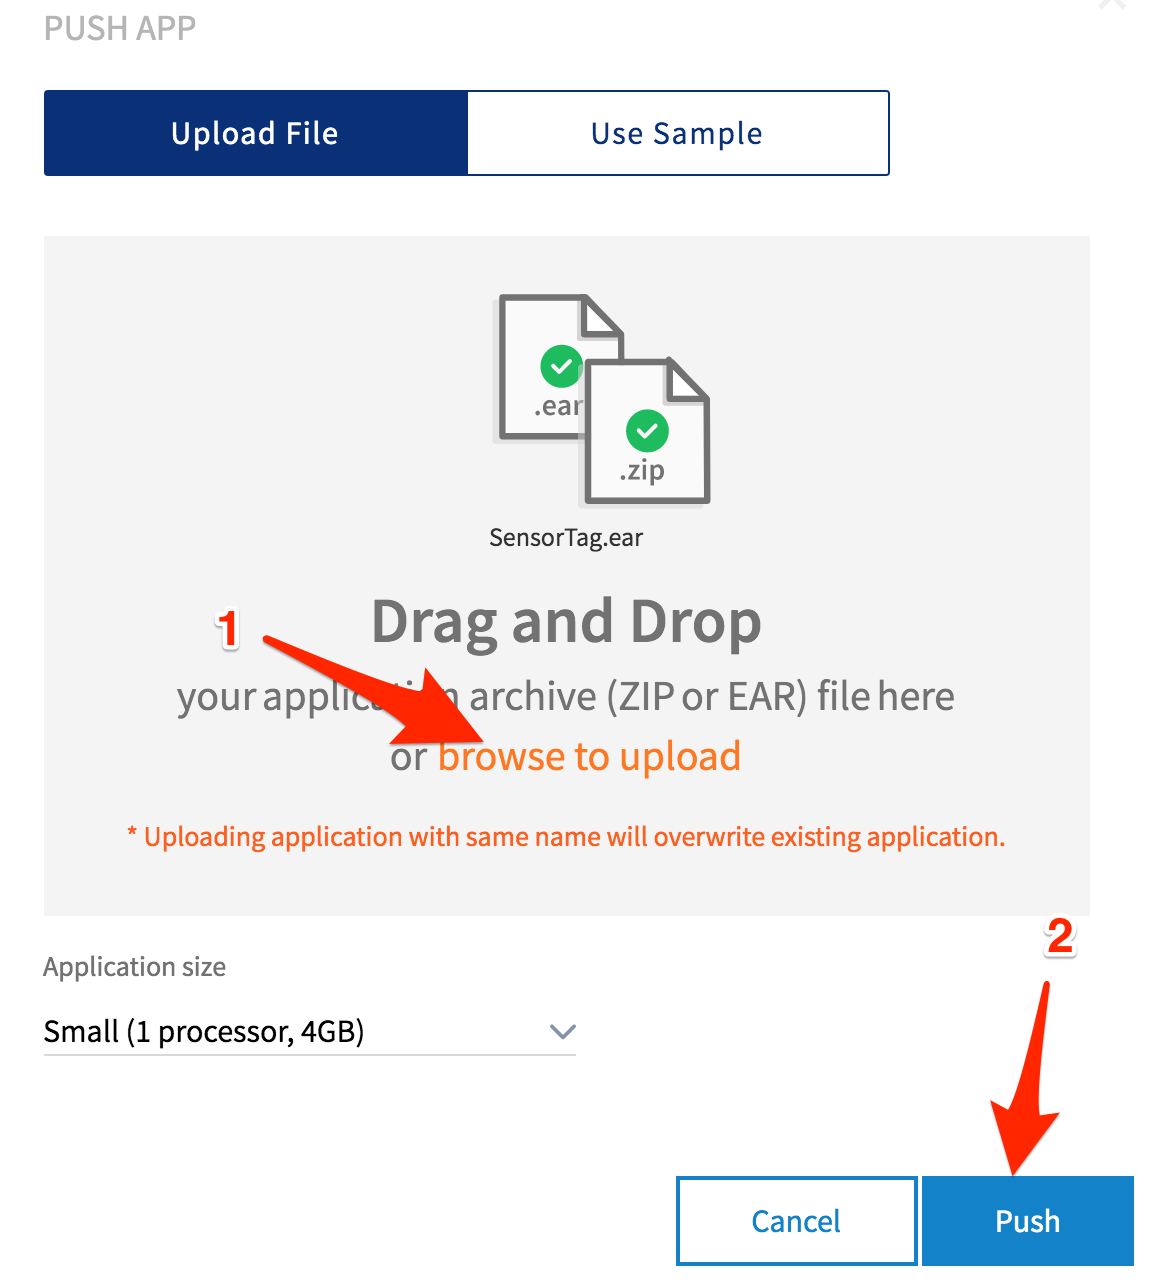 PUSH APP
Upload File
Use Sample
.ear
.zip
SensorTag.ear
Drag and Drop
1
your application archive (ZIP or EAR) file here
or browse to upload
* Uploading application with same name will overwrite existing application.
2
Application size
Small (1 processor, 4GB)
Cancel
Push